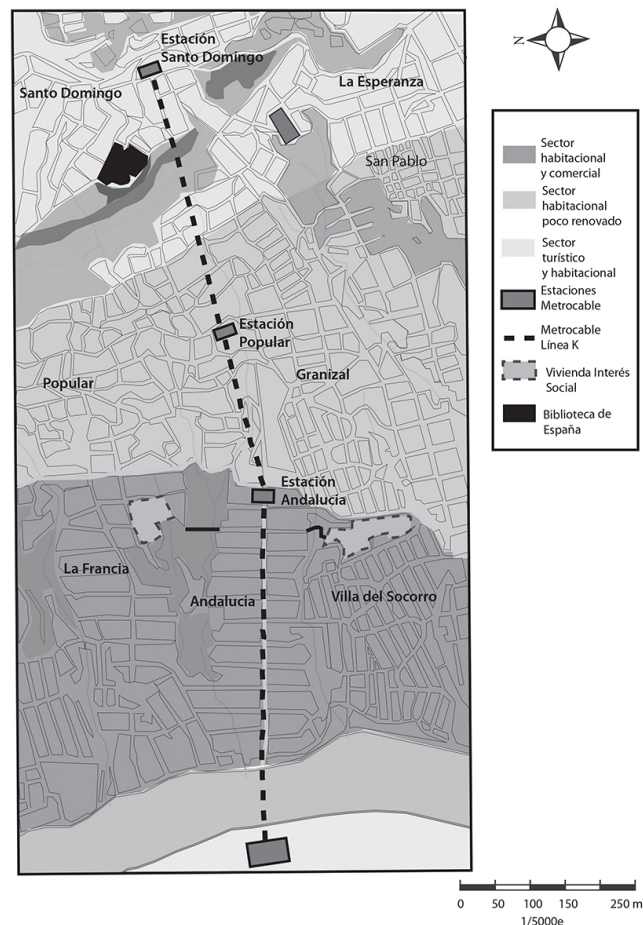 Estación
Santo Domingo
Santo Domingo
La Esperanza
San Pablo
Estación
Popular
Popular
Granizal
Estación
Andalucia
La Francia
Andalucia
Villa del Socorro
N
Sector
habitacional
y comercial
Sector
habitacional
poco renovado
Sector
turístico
y habitacional
Estaciones
Metrocable
Metrocable
Línea K
Vivienda Interés
Social
Biblioteca de
España
0 50 100 150 250 m
1/5000e